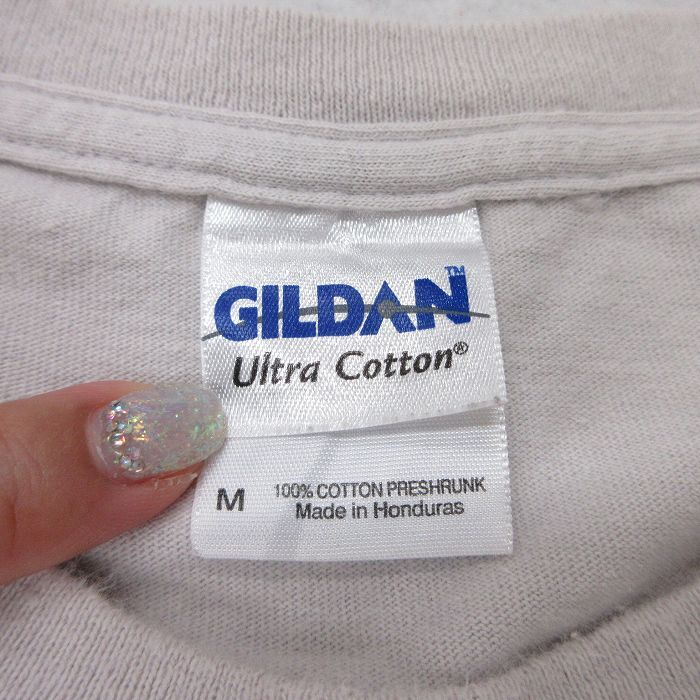 GILDAN™
Ultra Cotton®
M 100% COTTON PRESHRUNK
Made in Honduras